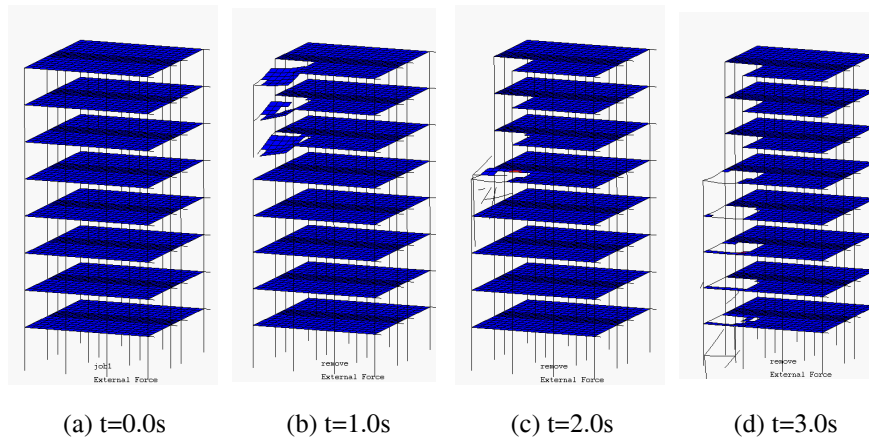 job1
External Force
remove
External Force
remove
External Force
remove
External Force
(a) t=0.0s
(b) t=1.0s
(c) t=2.0s
(d) t=3.0s